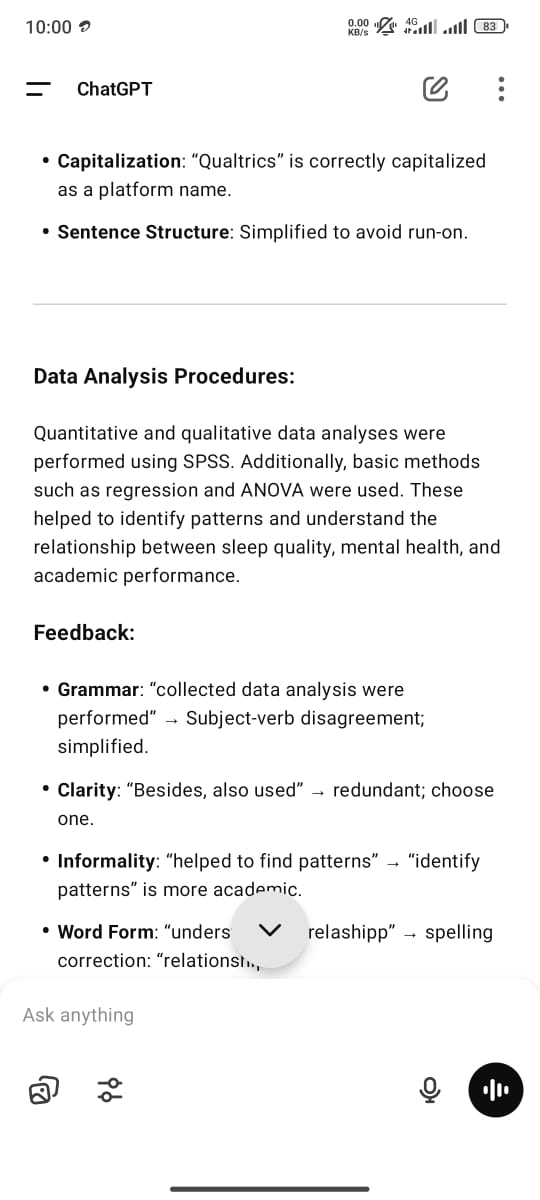 10:00
0.00 KB/s 4G 83
ChatGPT
• Capitalization: “Qualtrics” is correctly capitalized
as a platform name.
• Sentence Structure: Simplified to avoid run-on.
Data Analysis Procedures:
Quantitative and qualitative data analyses were
performed using SPSS. Additionally, basic methods
such as regression and ANOVA were used. These
helped to identify patterns and understand the
relationship between sleep quality, mental health, and
academic performance.
Feedback:
• Grammar: “collected data analysis were
performed” → Subject-verb disagreement;
simplified.
• Clarity: “Besides, also used” → redundant; choose
one.
• Informality: “helped to find patterns” → “identify
patterns” is more academic.
• Word Form: “unders relashipp” → spelling
correction:
Ask anything